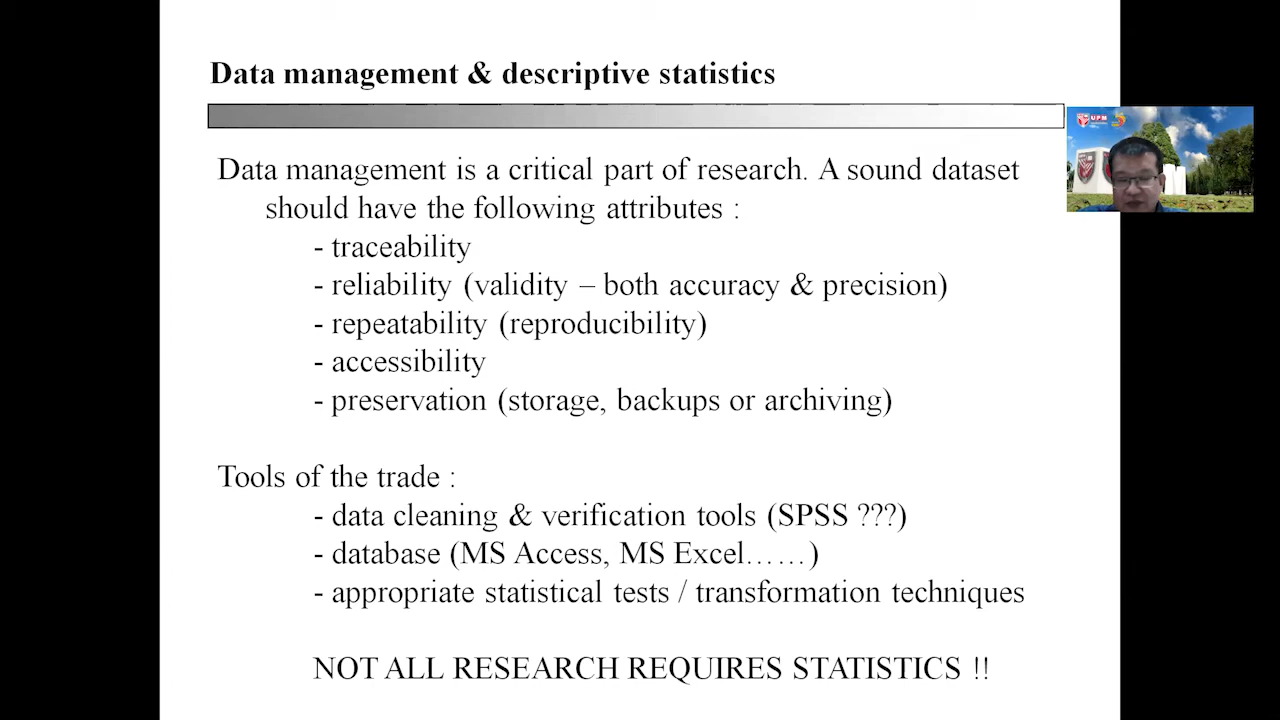 Data management & descriptive statistics
Data management is a critical part of research. A sound dataset
should have the following attributes :
- traceability
- reliability (validity – both accuracy & precision)
- repeatability (reproducibility)
- accessibility
- preservation (storage, backups or archiving)
Tools of the trade :
- data cleaning & verification tools (SPSS ???)
- database (MS Access, MS Excel……)
- appropriate statistical tests / transformation techniques
NOT ALL RESEARCH REQUIRES STATISTICS !!
UPM